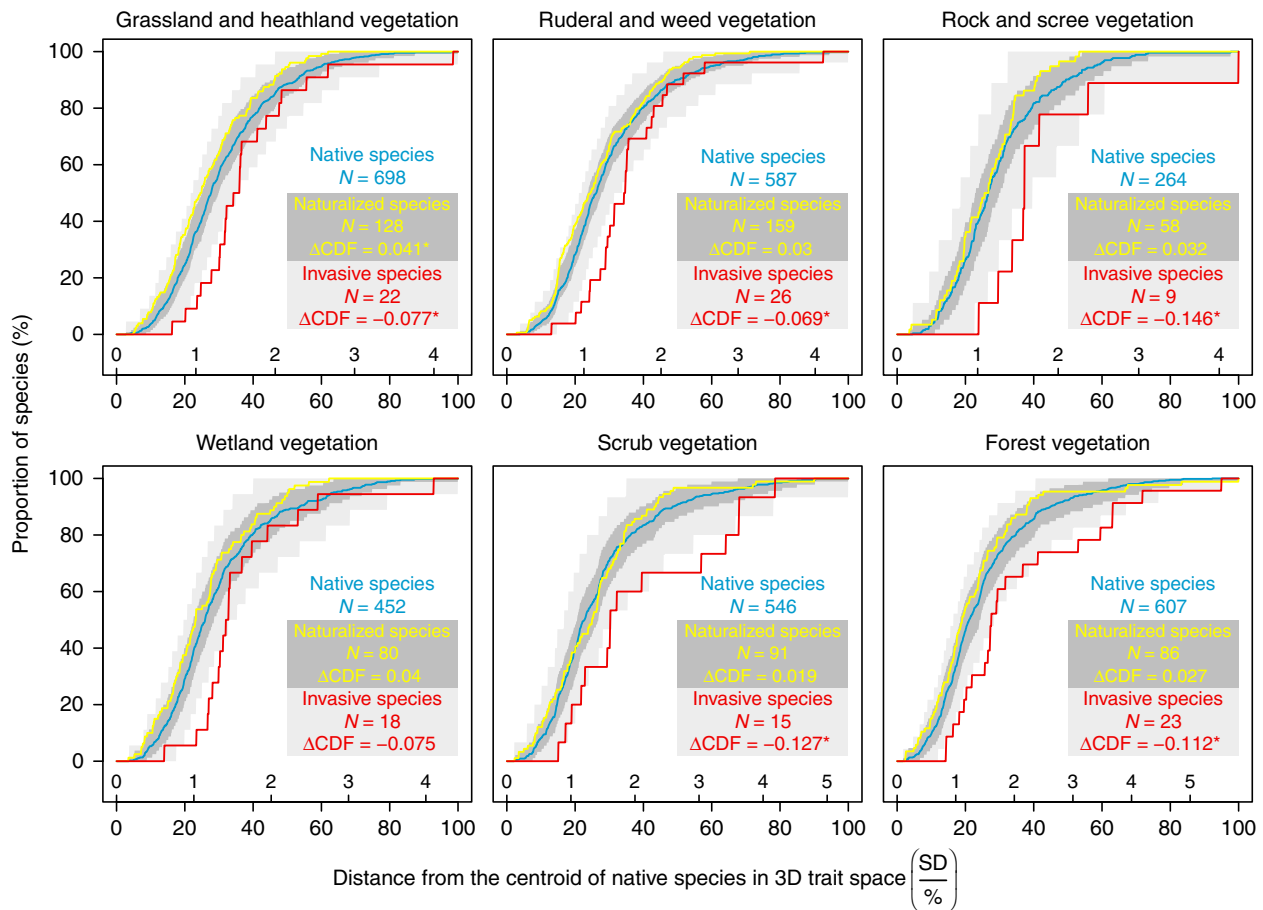 Grassland and heathland vegetation
Ruderal and weed vegetation
Rock and scree vegetation
Proportion of species (%)
100
80
60
40
20
0
Native species
N = 698
Naturalized species
N = 128
ΔCDF = 0.041*
Invasive species
N = 22
ΔCDF = −0.077*
0 1 2 3 4
0 20 40 60 80 100
Native species
N = 587
Naturalized species
N = 159
ΔCDF = 0.03
Invasive species
N = 26
ΔCDF = −0.069*
0 1 2 3 4
0 20 40 60 80 100
Native species
N = 264
Naturalized species
N = 58
ΔCDF = 0.032
Invasive species
N = 9
ΔCDF = −0.146*
0 1 2 3 4
0 20 40 60 80 100
Wetland vegetation
Scrub vegetation
Forest vegetation
100
80
60
40
20
0
Native species
N = 452
Naturalized species
N = 80
ΔCDF = 0.04
Invasive species
N = 18
ΔCDF = −0.075
0 1 2 3 4
0 20 40 60 80 100
Native species
N = 546
Naturalized species
N = 91
ΔCDF = 0.019
Invasive species
N = 15
ΔCDF = −0.127*
0 1 2 3 4 5
0 20 40 60 80 100
Native species
N = 607
Naturalized species
N = 86
ΔCDF = 0.027
Invasive species
N = 23
ΔCDF = −0.112*
0 1 2 3 4 5
0 20 40 60 80 100
Distance from the centroid of native species in 3D trait space (SD / %)